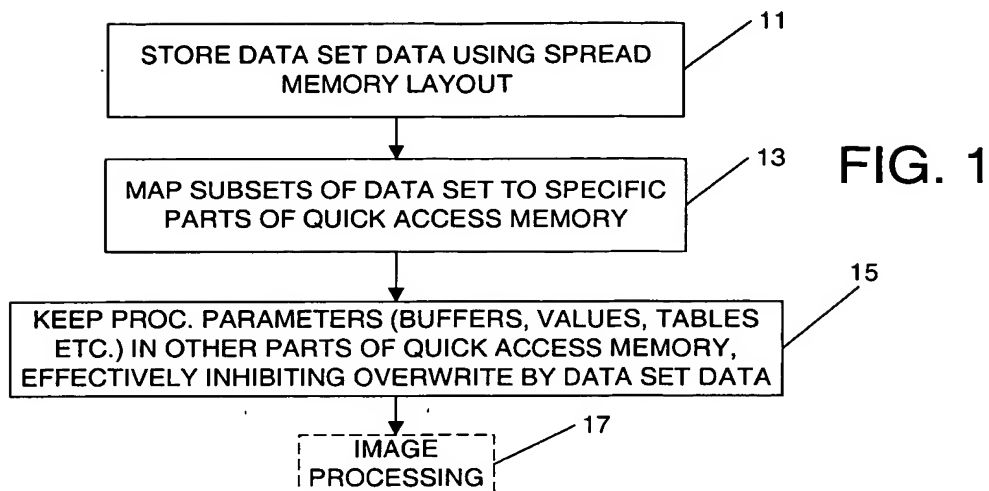 11
STORE DATA SET DATA USING SPREAD
MEMORY LAYOUT
13
FIG. 1
MAP SUBSETS OF DATA SET TO SPECIFIC
PARTS OF QUICK ACCESS MEMORY
15
KEEP PROC. PARAMETERS (BUFFERS, VALUES, TABLES
ETC.) IN OTHER PARTS OF QUICK ACCESS MEMORY,
EFFECTIVELY INHIBITING OVERWRITE BY DATA SET DATA
17
IMAGE
PROCESSING